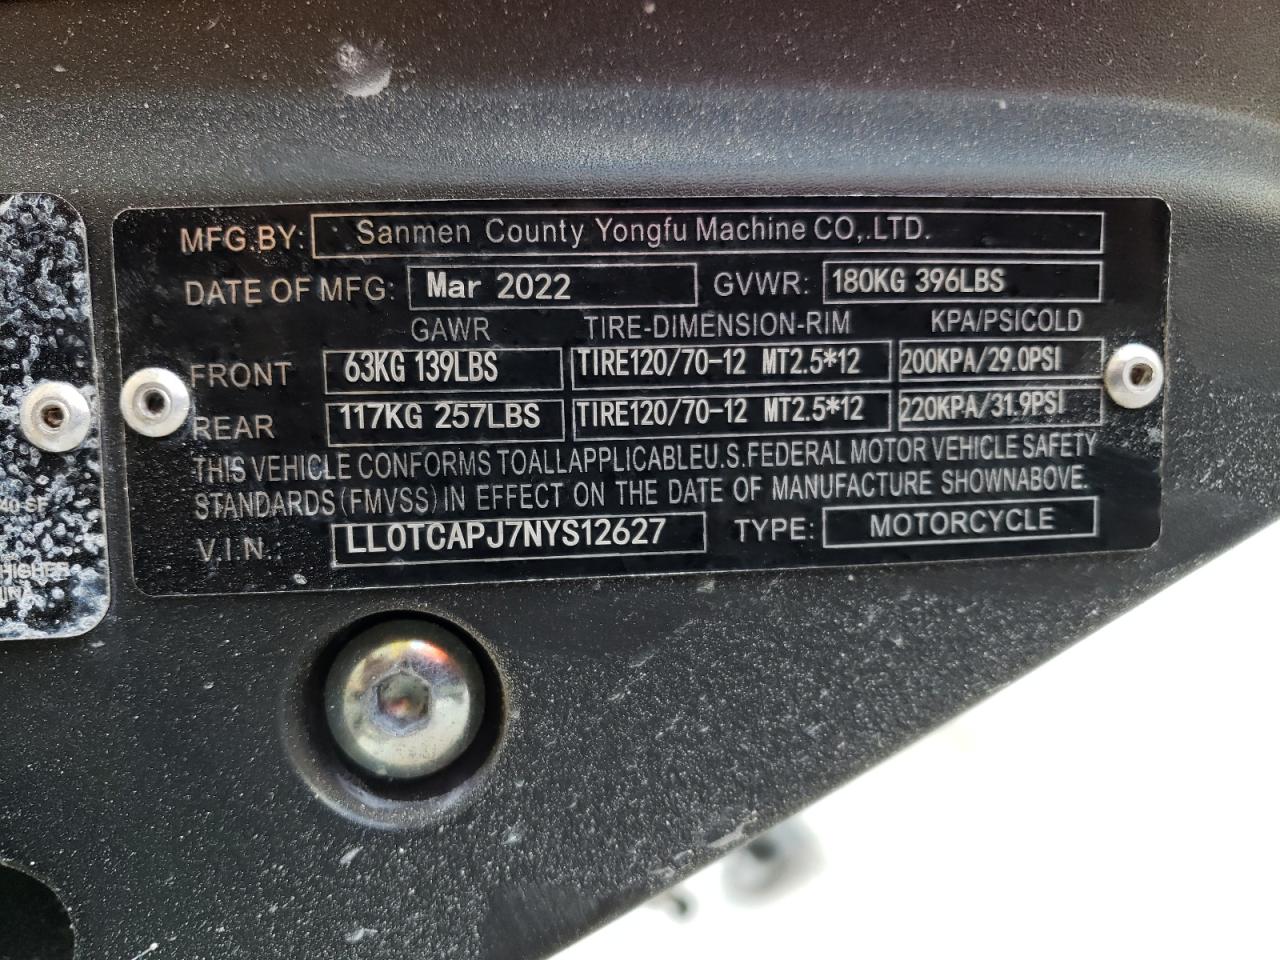 MFG.BY: Sanmen County Yongfu Machine CO,.LTD.
DATE OF MFG: Mar 2022 GVWR: 180KG 396LBS
GAWR TIRE-DIMENSION-RIM KPA/PSICOLD
FRONT 63KG 139LBS TIRE120/70-12 MT2.5*12 200KPA/29.0PSI
REAR 117KG 257LBS TIRE120/70-12 MT2.5*12 220KPA/31.9PSI
THIS VEHICLE CONFORMS TOALLAPPLICABLEU.S.FEDERAL MOTOR VEHICLE SAFETY
STANDARDS (FMVSS) IN EFFECT ON THE DATE OF MANUFACTURE SHOWNABOVE.
V.I.N.: LL0TCAPJ7NYS12627 TYPE: MOTORCYCLE
40 SF
HIGHER